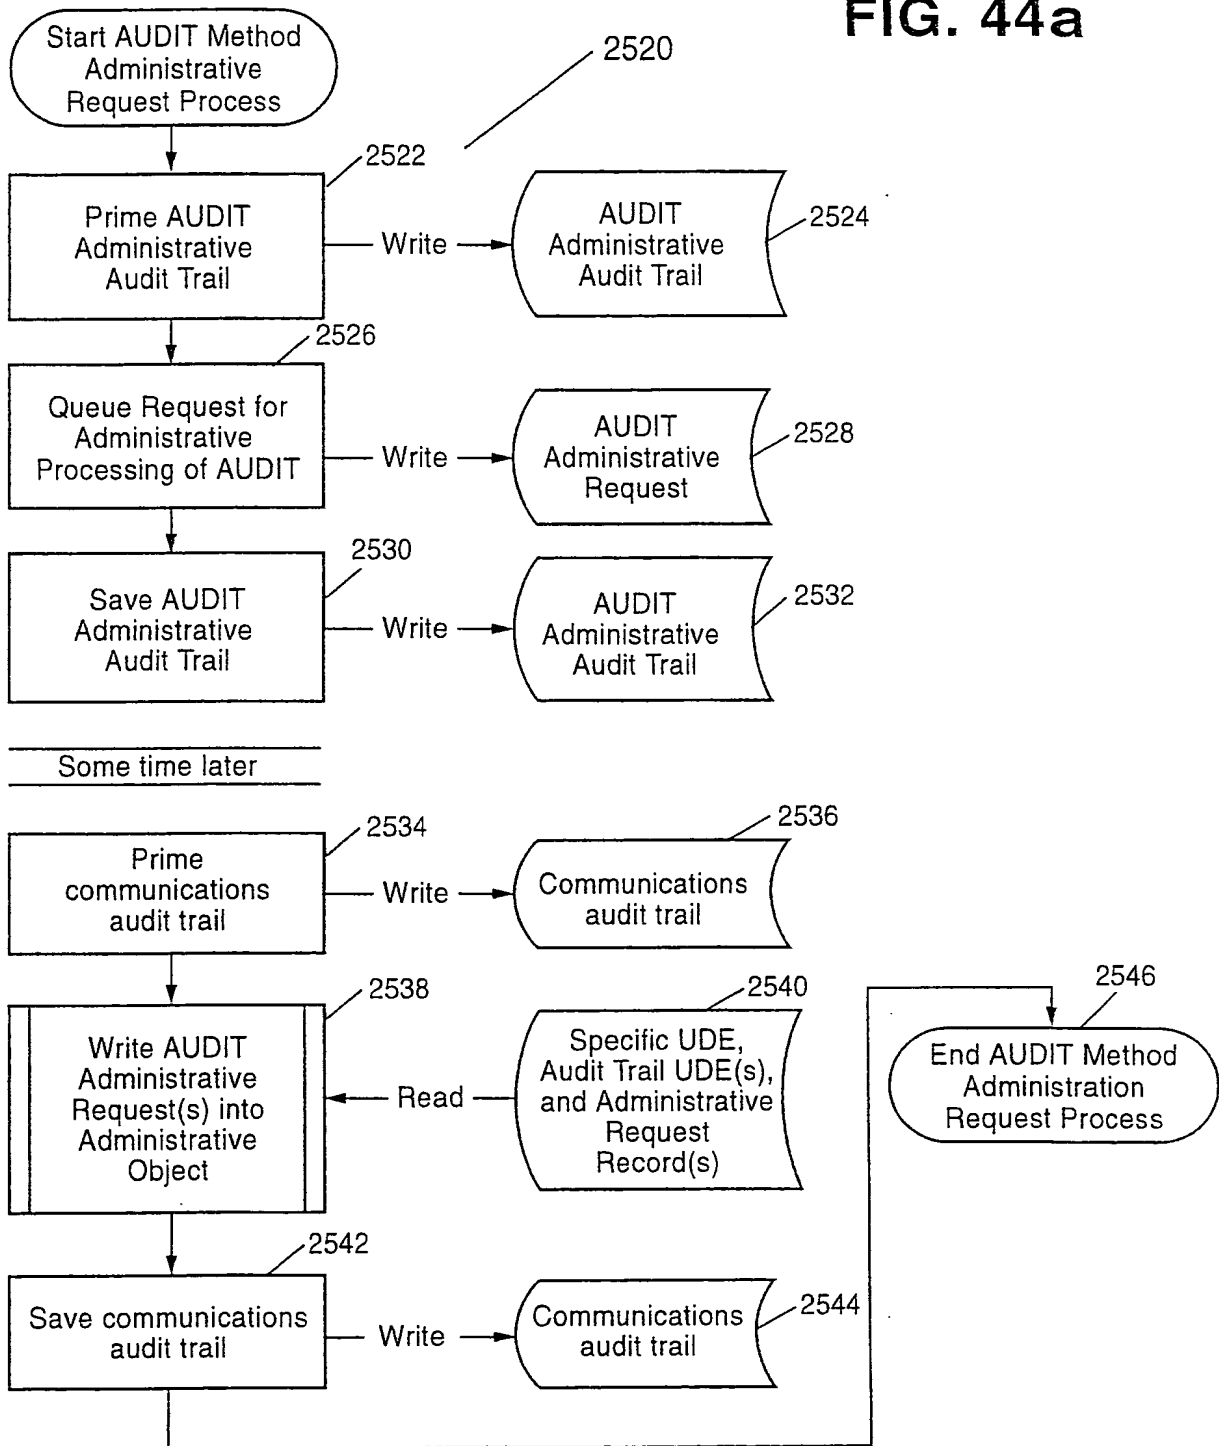 FIG. 44a
Start AUDIT Method
Administrative
Request Process
2520
2522
Prime AUDIT
Administrative
Audit Trail
Write
AUDIT
Administrative
Audit Trail
2524
2526
Queue Request for
Administrative
Processing of AUDIT
Write
AUDIT
Administrative
Request
2528
2530
Save AUDIT
Administrative
Audit Trail
Write
AUDIT
Administrative
Audit Trail
2532
Some time later
2534
Prime
communications
audit trail
Write
2536
Communications
audit trail
2538
Write AUDIT
Administrative
Request(s) into
Administrative
Object
Read
2540
Specific UDE,
Audit Trail UDE(s),
and Administrative
Request
Record(s)
2542
Save communications
audit trail
Write
Communications
audit trail
2544
2546
End AUDIT Method
Administration
Request Process